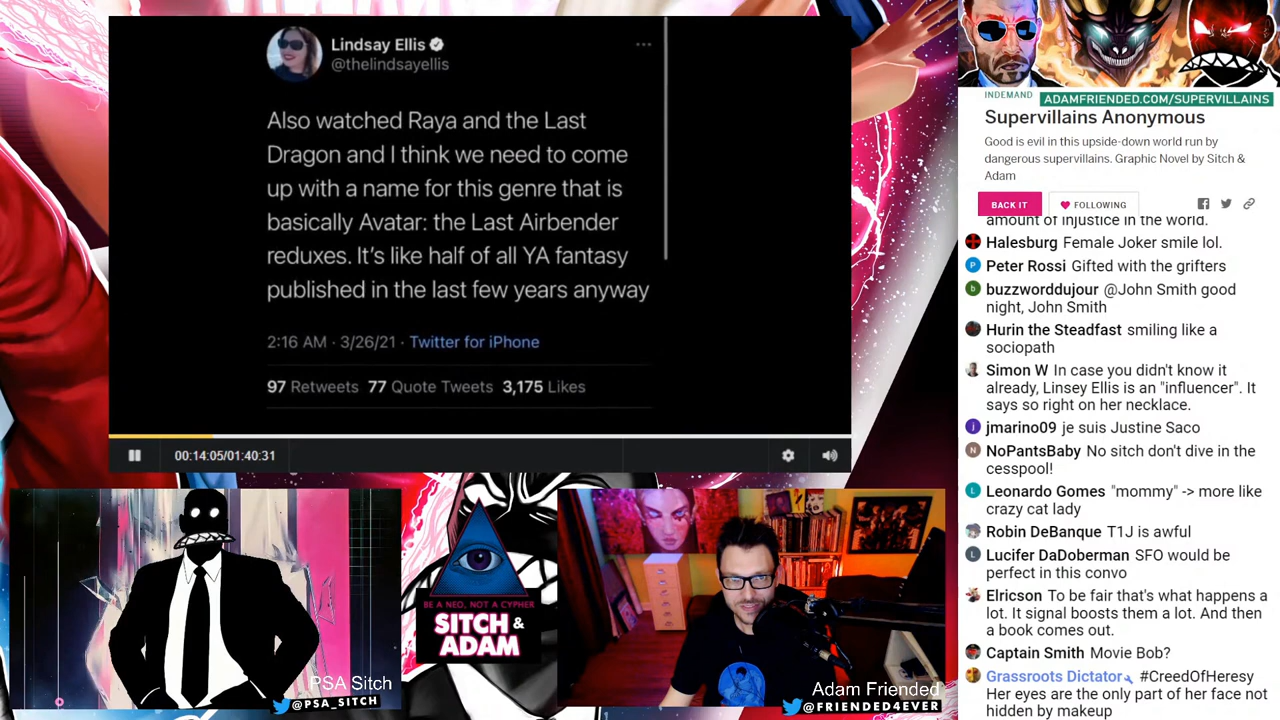 Lindsay Ellis
@thelindsayellis
Also watched Raya and the Last
Dragon and I think we need to come
up with a name for this genre that is
basically Avatar: the Last Airbender
reduxes. It's like half of all YA fantasy
published in the last few years anyway
2:16 AM · 3/26/21 · Twitter for iPhone
97 Retweets 77 Quote Tweets 3,175 Likes
00:14:05/01:40:31
BE A NEO, NOT A CYPHER
SITCH &
ADAM
PSA Sitch
@PSA_SITCH
Adam Friended
@FRIENDED4EVER
INDEMAND
ADAMFRIENDED.COM/SUPERVILLAINS
Supervillains Anonymous
Good is evil in this upside-down world run by
dangerous supervillains. Graphic Novel by Sitch &
Adam
BACK IT
FOLLOWING
amount of injustice in the world.
Halesburg Female Joker smile lol.
Peter Rossi Gifted with the grifters
buzzworddujour @John Smith good
night, John Smith
Hurin the Steadfast smiling like a
sociopath
Simon W In case you didn't know it
already, Linsey Ellis is an "influencer". It
says so right on her necklace.
jmarino09 je suis Justine Saco
NoPantsBaby No sitch don't dive in the
cesspool!
Leonardo Gomes "mommy" -> more like
crazy cat lady
Robin DeBanque T1J is awful
Lucifer DaDoberman SFO would be
perfect in this convo
Elricson To be fair that's what happens a
lot. It signal boosts them a lot. And then
a book comes out.
Captain Smith Movie Bob?
Grassroots Dictator #CreedOfHeresy
Her eyes are the only part of her face not
hidden by makeup